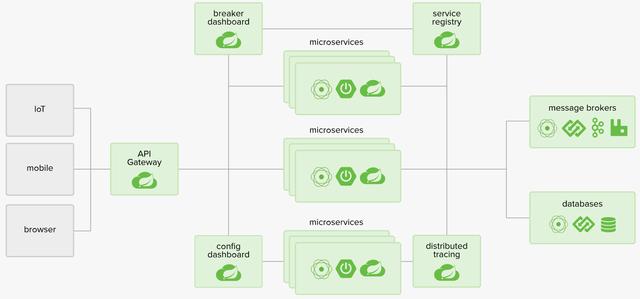 breaker
dashboard
service
registry
microservices
IoT
mobile
browser
API
Gateway
microservices
message brokers
databases
microservices
config
dashboard
distributed
tracing